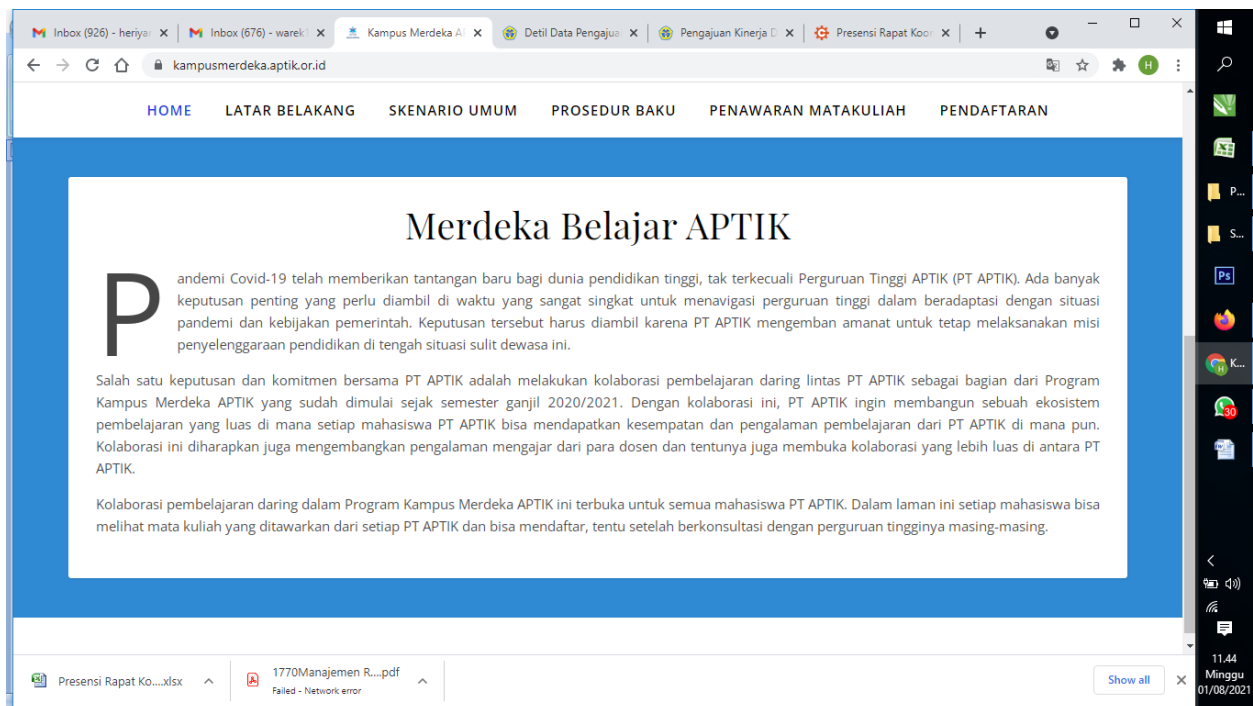 Inbox (926) - heriyar
Inbox (676) - warek1
Kampus Merdeka A
Detil Data Pengajua
Pengajuan Kinerja D
Presensi Rapat Koor
kampusmerdeka.aptik.or.id
H
HOME LATAR BELAKANG SKENARIO UMUM PROSEDUR BAKU PENAWARAN MATAKULIAH PENDAFTARAN
Merdeka Belajar APTIK
Pandemi Covid-19 telah memberikan tantangan baru bagi dunia pendidikan tinggi, tak terkecuali Perguruan Tinggi APTIK (PT APTIK). Ada banyak
keputusan penting yang perlu diambil di waktu yang sangat singkat untuk menavigasi perguruan tinggi dalam beradaptasi dengan situasi
pandemi dan kebijakan pemerintah. Keputusan tersebut harus diambil karena PT APTIK mengemban amanat untuk tetap melaksanakan misi
penyelenggaraan pendidikan di tengah situasi sulit dewasa ini.
Salah satu keputusan dan komitmen bersama PT APTIK adalah melakukan kolaborasi pembelajaran daring lintas PT APTIK sebagai bagian dari Program
Kampus Merdeka APTIK yang sudah dimulai sejak semester ganjil 2020/2021. Dengan kolaborasi ini, PT APTIK ingin membangun sebuah ekosistem
pembelajaran yang luas di mana setiap mahasiswa PT APTIK bisa mendapatkan kesempatan dan pengalaman pembelajaran dari PT APTIK di mana pun.
Kolaborasi ini diharapkan juga mengembangkan pengalaman mengajar dari para dosen dan tentunya juga membuka kolaborasi yang lebih luas di antara PT
APTIK.
Kolaborasi pembelajaran daring dalam Program Kampus Merdeka APTIK ini terbuka untuk semua mahasiswa PT APTIK. Dalam laman ini setiap mahasiswa bisa
melihat mata kuliah yang ditawarkan dari setiap PT APTIK dan bisa mendaftar, tentu setelah berkonsultasi dengan perguruan tingginya masing-masing.
Presensi Rapat Ko....xlsx
1770Manajemen R....pdf
Failed - Network error
Show all
P...
S...
Ps
K...
30
11.44
Minggu
01/08/2021